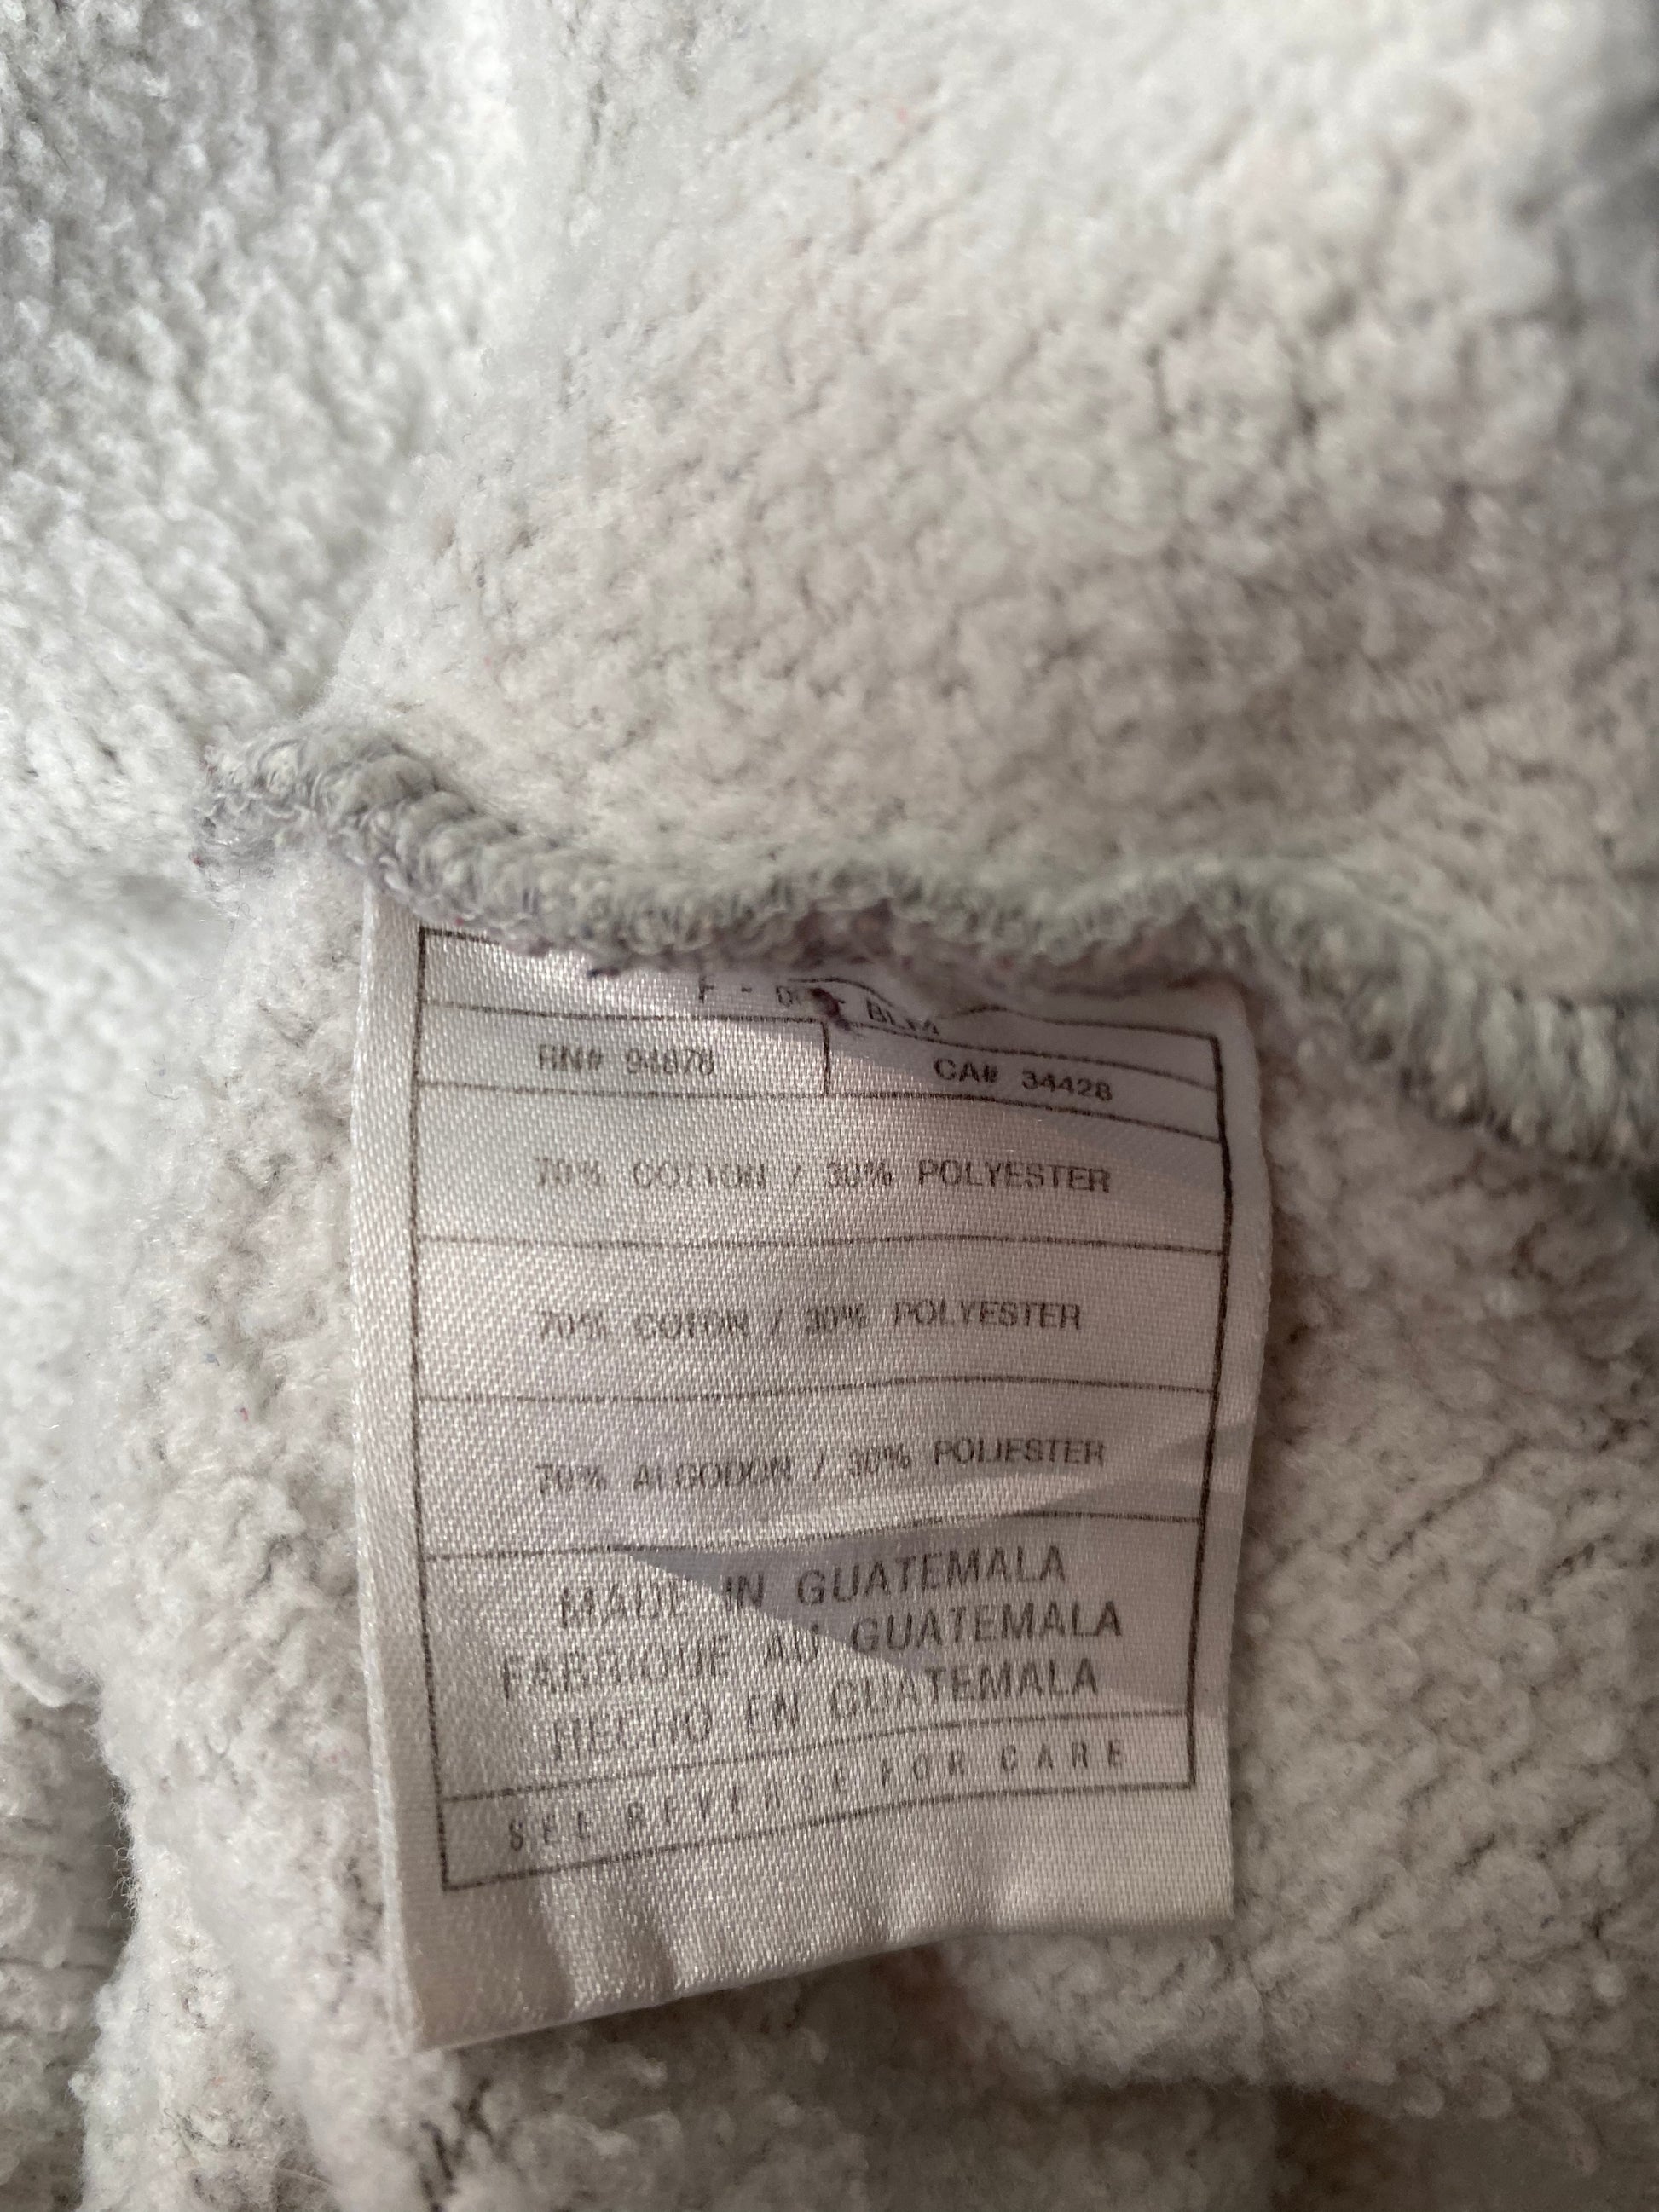 RN# 94878 CA# 34428
70% COTTON / 30% POLYESTER
70% COTON / 30% POLYESTER
70% ALGODON / 30% POLIESTER
MADE IN GUATEMALA
FABRIQUE AU GUATEMALA
HECHO EN GUATEMALA
SEE REVERSE FOR CARE